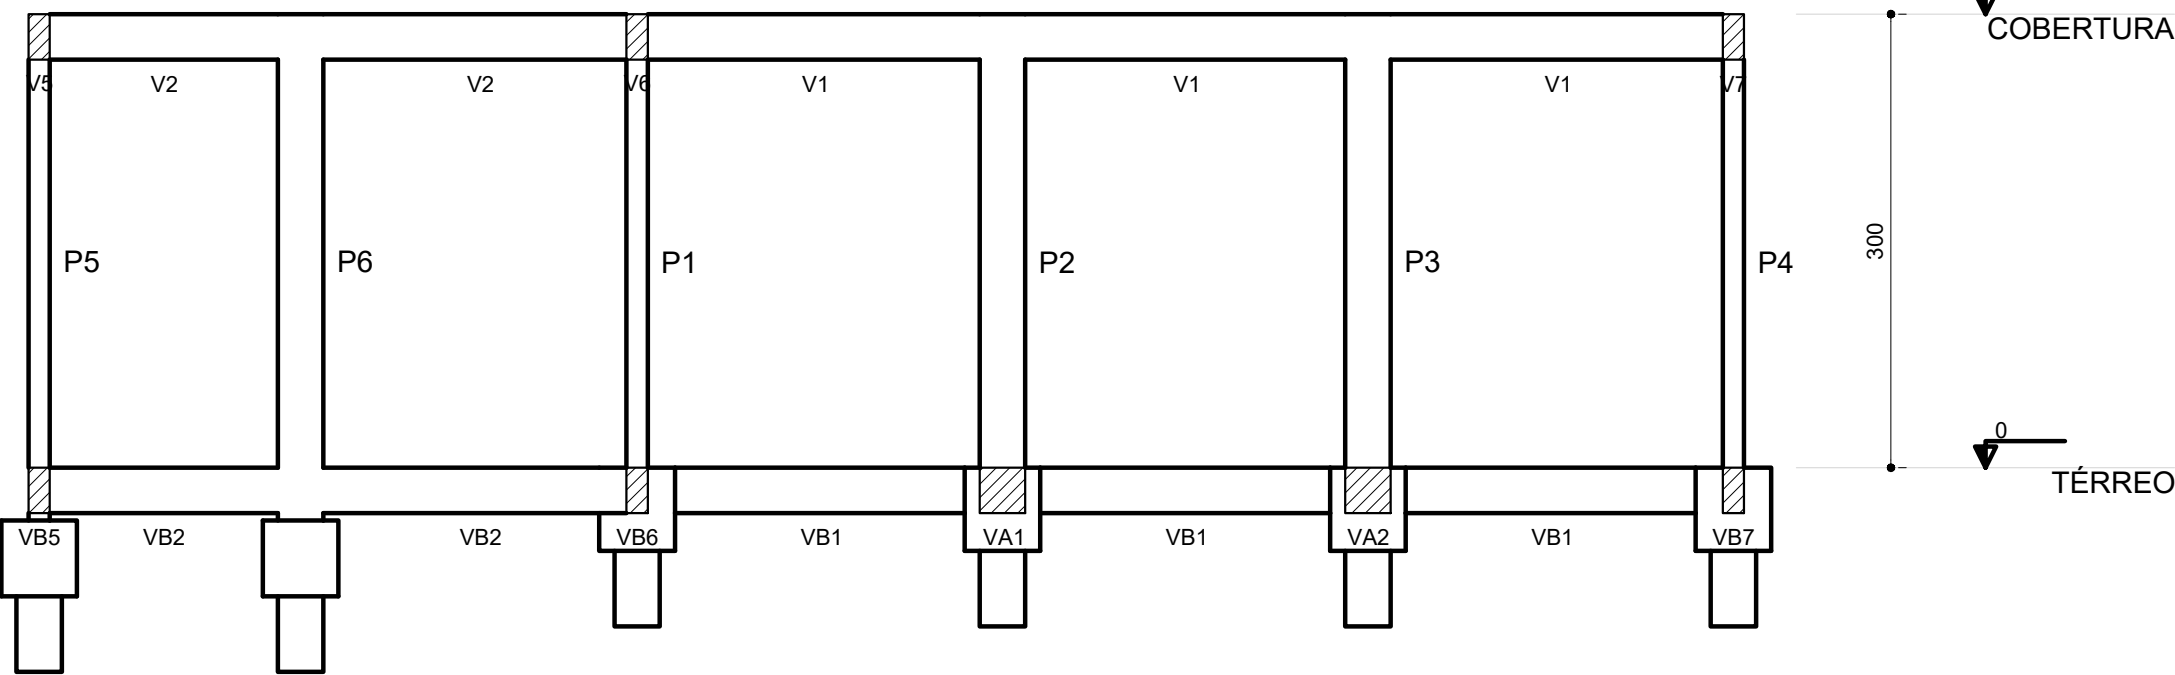 COBERTURA
V5
V2
V2
V6
V1
V1
V1
V7
300
P5
P6
P1
P2
P3
P4
0
TÉRREO
VB5
VB2
VB2
VB6
VB1
VA1
VB1
VA2
VB1
VB7